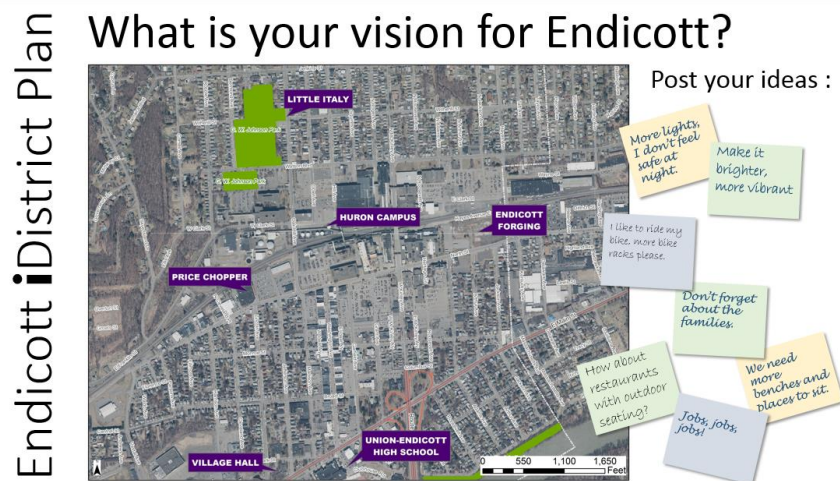 Endicott iDistrict Plan
What is your vision for Endicott?
Post your ideas :
LITTLE ITALY
G. W. Johnson Park
G. W. Johnson Park
HURON CAMPUS
ENDICOTT
FORGING
PRICE CHOPPER
UNION-ENDICOTT
HIGH SCHOOL
VILLAGE HALL
0 550 1,100 1,650
Feet
More lights,
I don't feel
safe at
night.
Make it
brighter,
more vibrant
I like to ride my
bike. more bike
racks please.
Don't forget
about the
families.
How about
restaurants
with outdoor
seating?
We need
more
benches and
places to sit.
Jobs, jobs,
jobs!